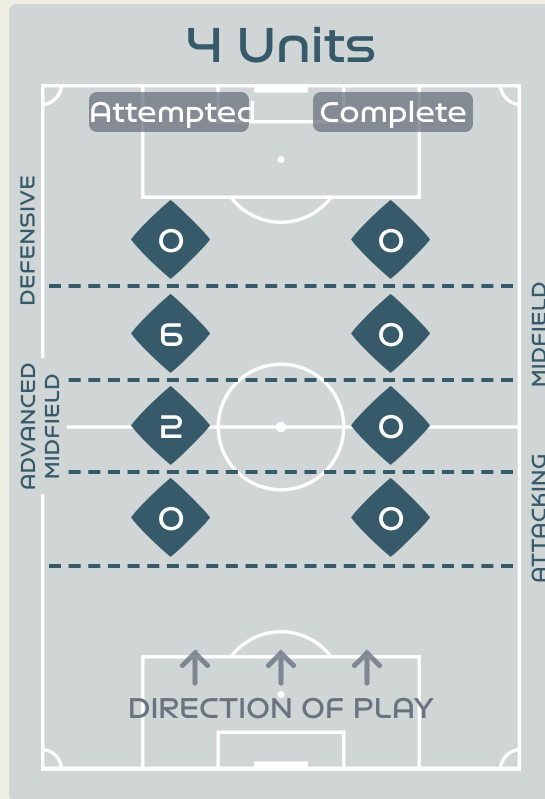 4 Units
Attempted
Complete
DEFENSIVE
0
0
MIDFIELD
6
0
ADVANCED
MIDFIELD
2
0
ATTACKING
0
0
DIRECTION OF PLAY